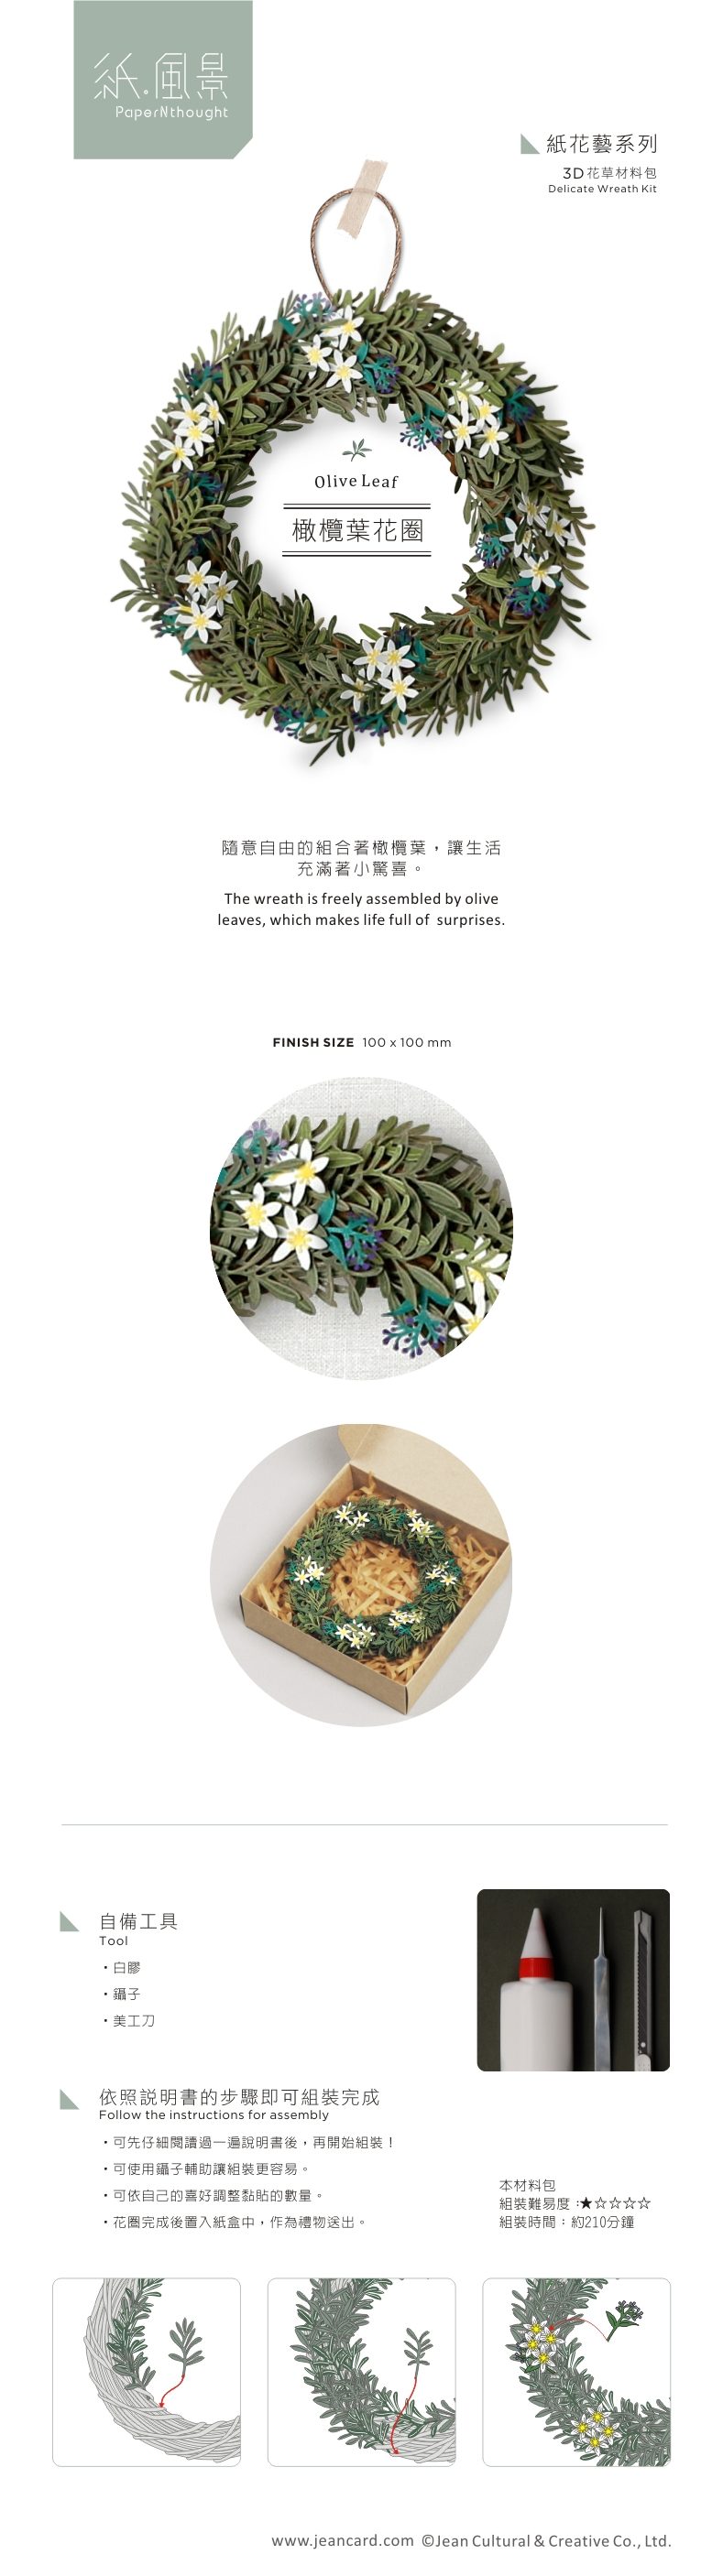 紙.風景
PaperNthought
紙花藝系列
3D花草材料包
Delicate Wreath Kit
Olive Leaf
橄欖葉花圈
隨意自由的組合著橄欖葉，讓生活
充滿著小驚喜。
The wreath is freely assembled by olive
leaves, which makes life full of surprises.
FINISH SIZE 100 x 100 mm
自備工具
Tool
・白膠
・鑷子
・美工刀
依照説明書的步驟即可組裝完成
Follow the instructions for assembly
・可先仔細閱讀過一遍說明書後，再開始組裝！
・可使用鑷子輔助讓組裝更容易。
・可依自己的喜好調整黏貼的數量。
・花圈完成後置入紙盒中，作為禮物送出。
本材料包
組裝難易度：★☆☆☆☆
組裝時間：約210分鐘
www.jeancard.com ©Jean Cultural & Creative Co., Ltd.